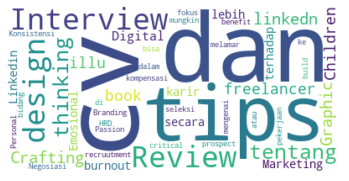 Konsistensi
Interview
fokus
mungkin
benefit
lebih
linkedn
Digital
illu
bisa
melamar
ke
cv
dan
tips
Linkedin
bidang
design
thinking
Emosional
di
book
kompensasi
dalam
karir
terhadap
build
freelancer
Graphic
Children
Personal
Branding
HRD
Passion
Review
seleksi
secara
mengenai
atau
pekerjaan
tentang
Crafting
recruutment
critical
prospect
Marketing
Negosiasi
burnout